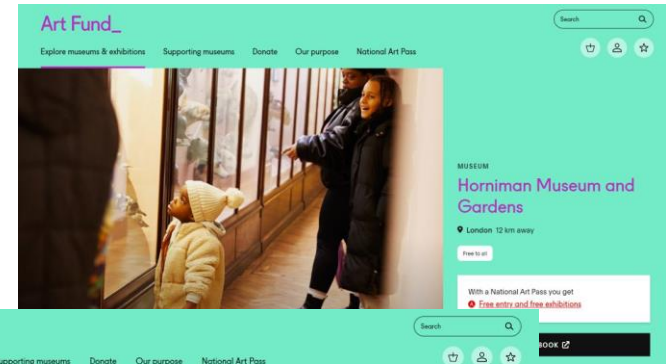 Art Fund_
Search
Explore museums & exhibitions Supporting museums Donate Our purpose National Art Pass
MUSEUM
Horniman Museum and
Gardens
London 12 km away
Free to all
With a National Art Pass you get
Free entry and free exhibitions
BOOK
Search
upporting museums Donate Our purpose National Art Pass